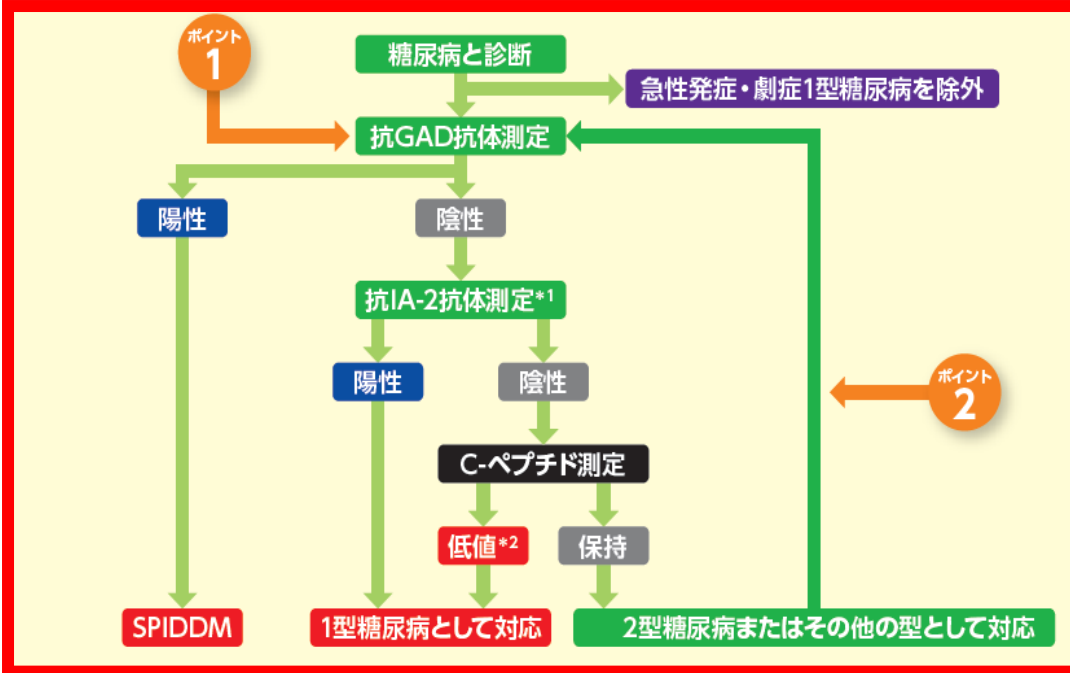 ポイント
1
糖尿病と診断
急性発症・劇症1型糖尿病を除外
抗GAD抗体測定
陽性
陰性
抗IA-2抗体測定*1
陽性
陰性
ポイント
2
C-ペプチド測定
低値*2
保持
SPIDDM
1型糖尿病として対応
2型糖尿病またはその他の型として対応